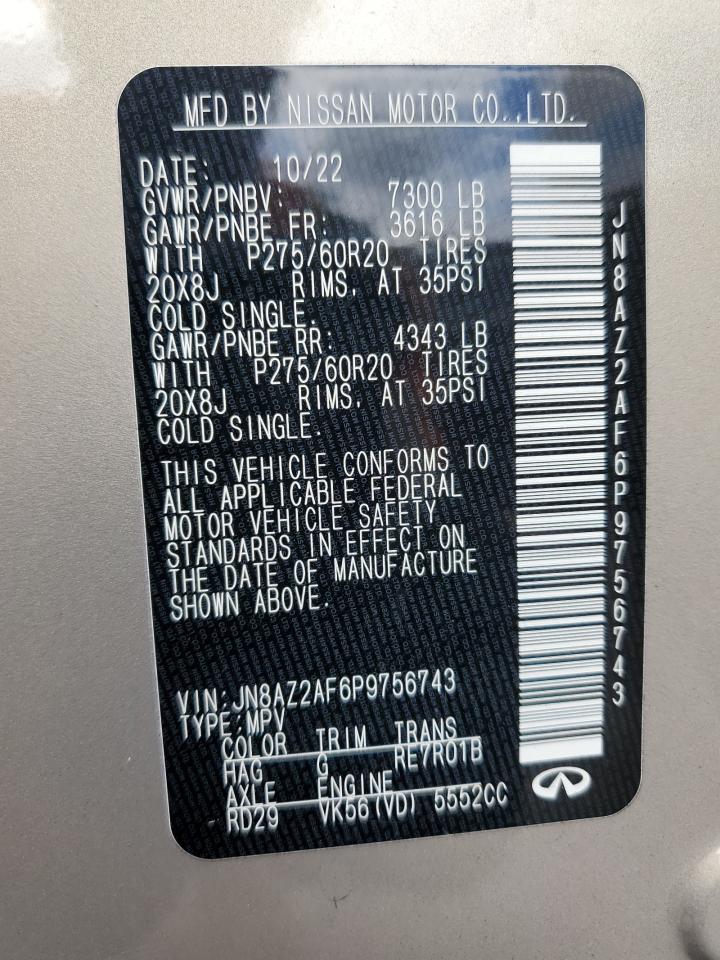 MFD BY NISSAN MOTOR CO.,LTD.
DATE: 10/22
GVWR/PNBV: 7300 LB
GAWR/PNBE FR: 3616 LB
WITH P275/60R20 TIRES
20X8J RIMS, AT 35PSI
COLD SINGLE.
GAWR/PNBE RR: 4343 LB
WITH P275/60R20 TIRES
20X8J RIMS, AT 35PSI
COLD SINGLE.
THIS VEHICLE CONFORMS TO
ALL APPLICABLE FEDERAL
MOTOR VEHICLE SAFETY
STANDARDS IN EFFECT ON
THE DATE OF MANUFACTURE
SHOWN ABOVE.
VIN:JN8AZ2AF6P9756743
TYPE:MPV
COLOR TRIM TRANS
HAG G RE7R01B
AXLE ENGINE
RD29 VK56(VD) 5552CC
JN8AZ2AF6P9756743